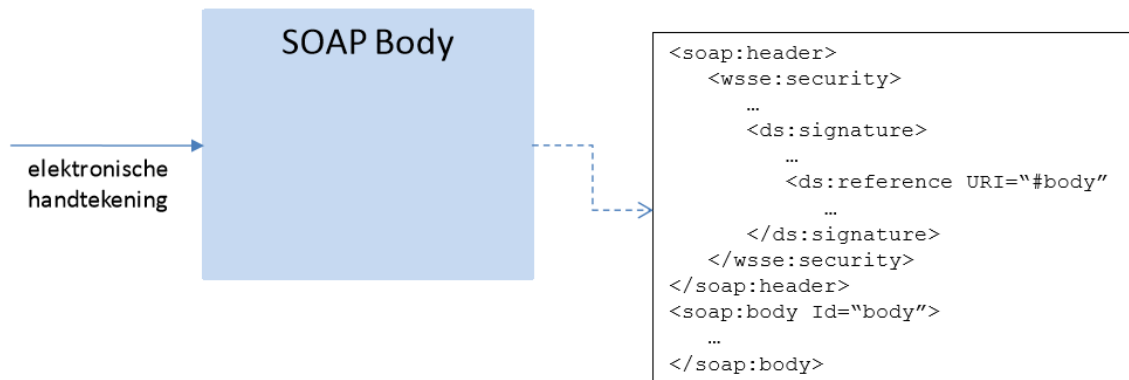 SOAP Body
elektronische
handtekening
<soap:header>
   <wsse:security>
      …
      <ds:signature>
         …
         <ds:reference URI=“#body”
            …
      </ds:signature>
   </wsse:security>
</soap:header>
<soap:body Id=“body”>
   …
</soap:body>